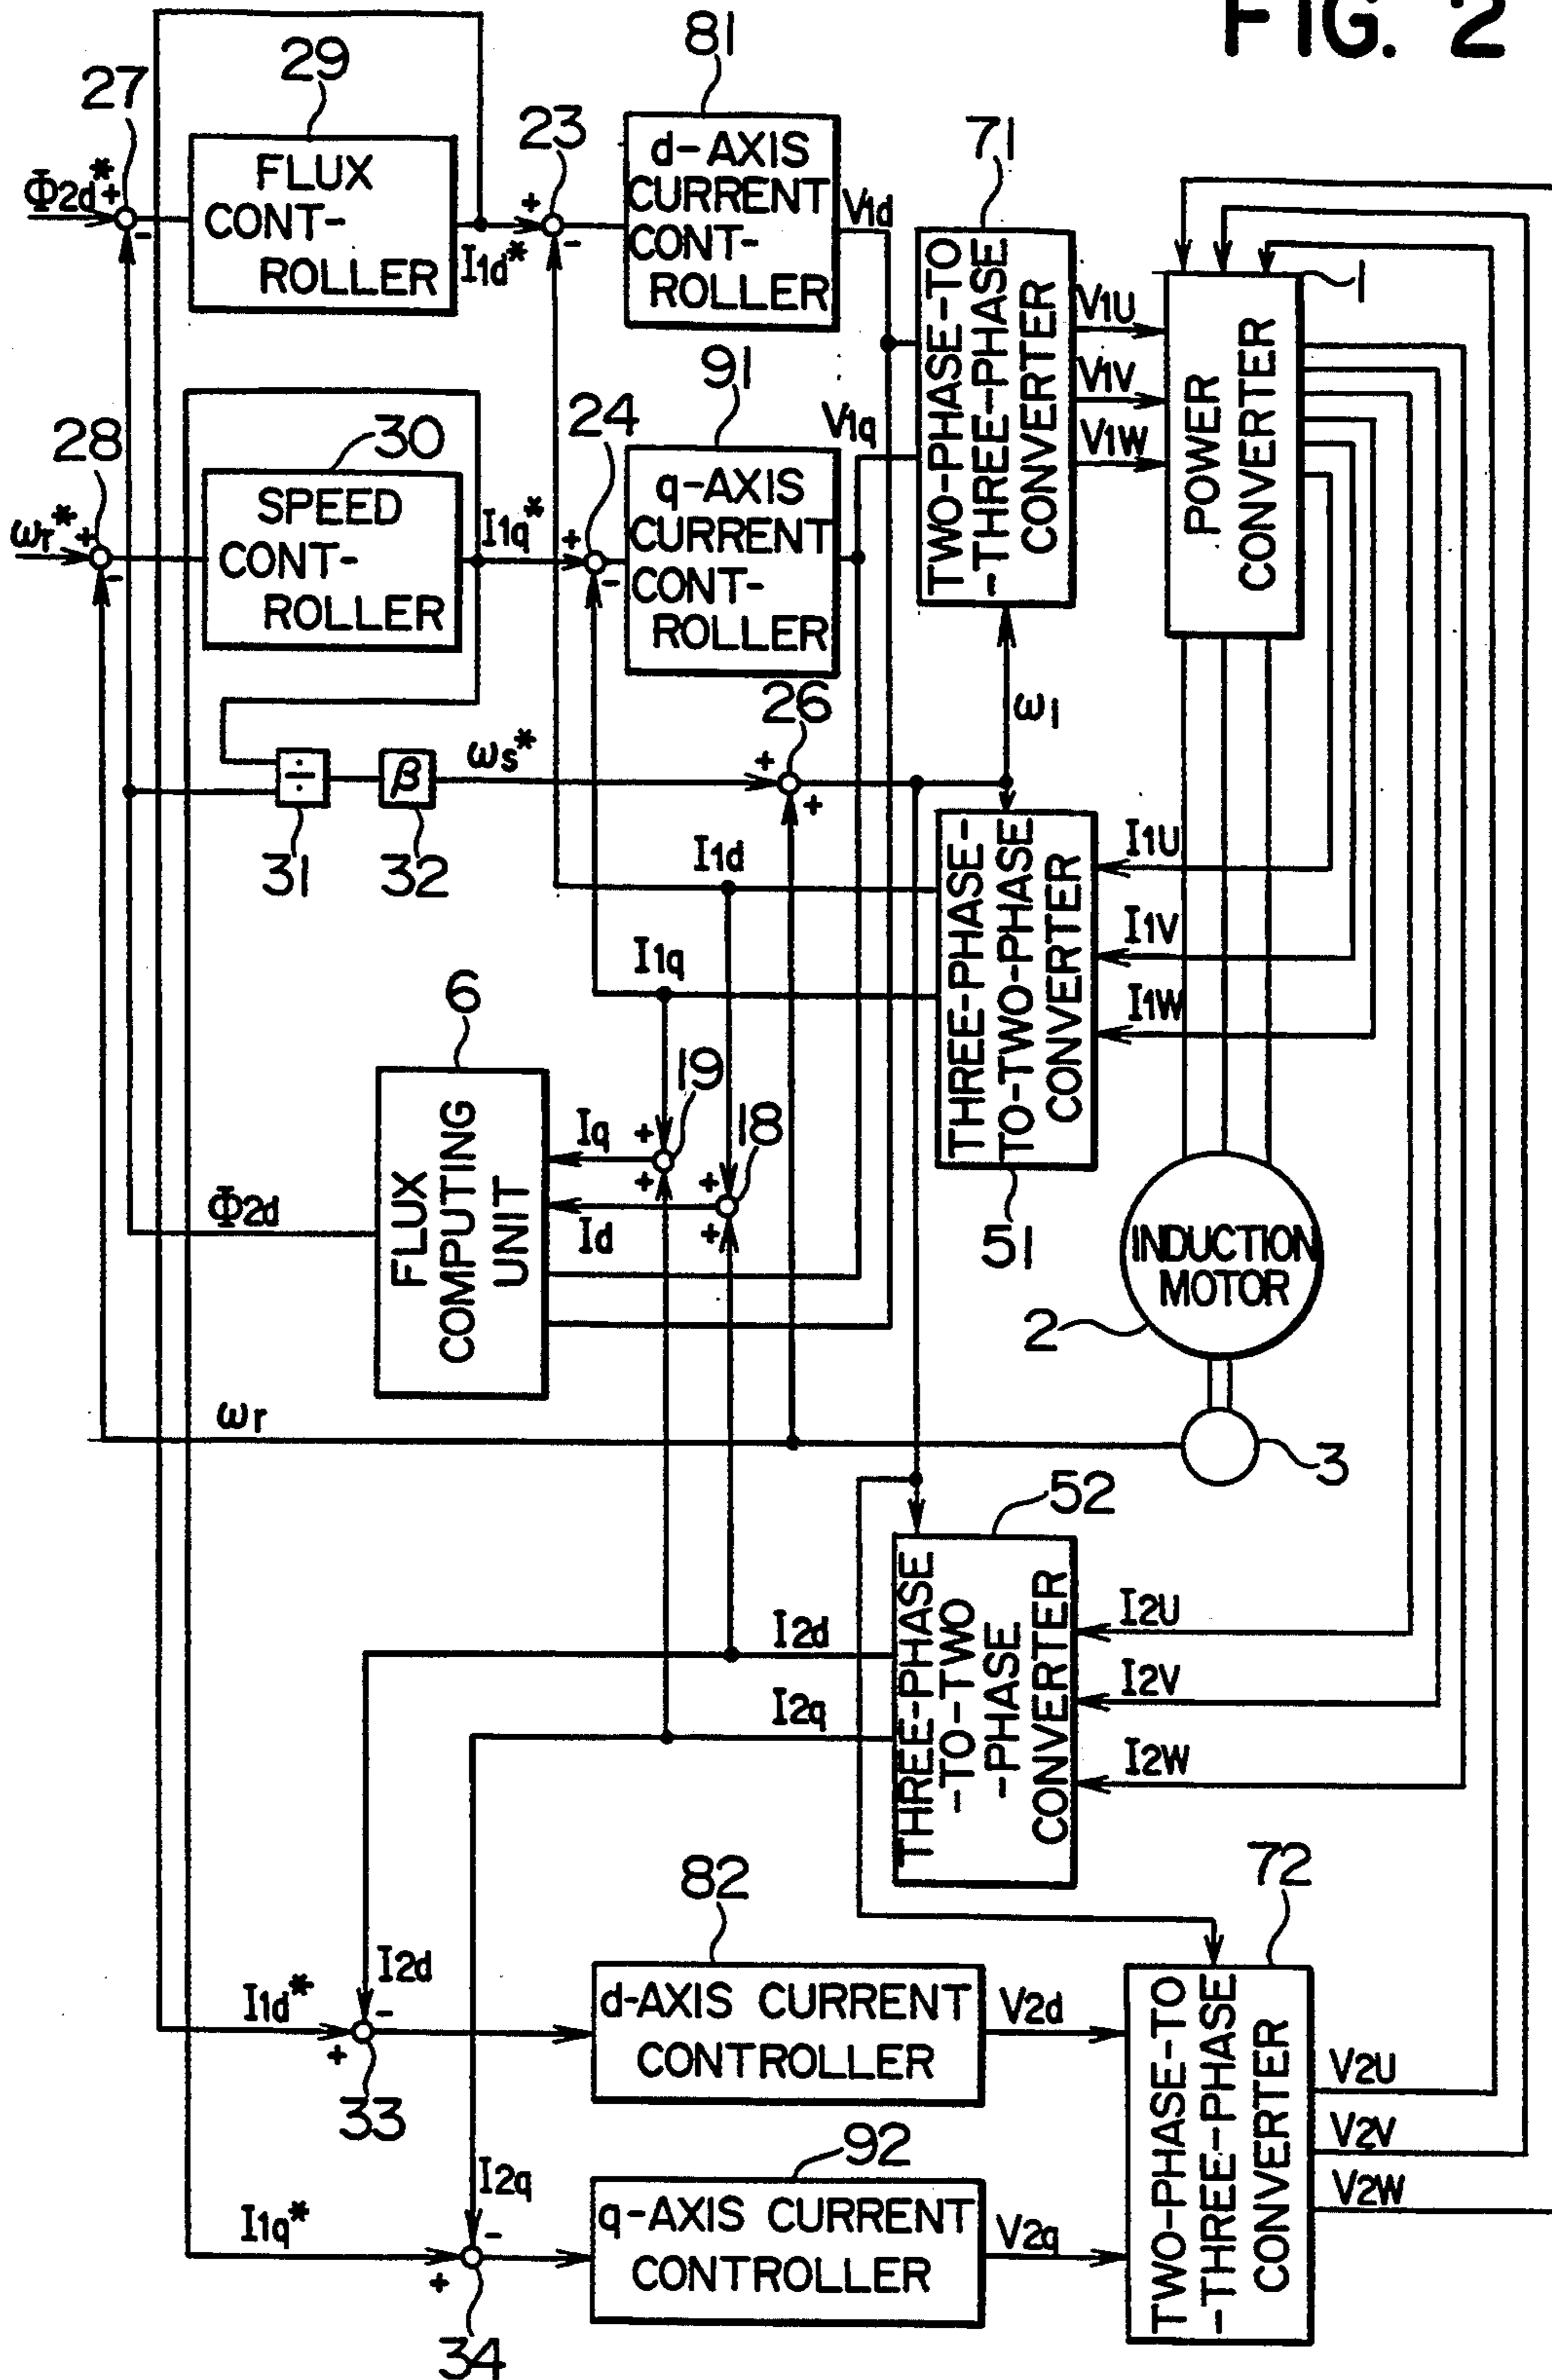 FIG. 2
27
29
81
23
71
Φ2d*
+
-
FLUX
CONT-
ROLLER
I1d*
+
-
d-AXIS
CURRENT
CONT-
ROLLER
V1d
TWO-PHASE-TO
-THREE-PHASE
CONVERTER
V1U
V1V
V1W
1
POWER
CONVERTER
28
30
24
91
V1q
ωr*
+
-
SPEED
CONT-
ROLLER
I1q*
+
-
q-AXIS
CURRENT
CONT-
ROLLER
26
ω1
÷
β
ωs*
+
+
31
32
I1d
I1q
THREE-PHASE-
TO-TWO-PHASE
CONVERTER
I1U
I1V
I1W
51
6
19
18
Iq
+
+
Id
+
+
FLUX
COMPUTING
UNIT
Φ2d
INDUCTION
MOTOR
2
ωr
3
52
THREE-PHASE
-TO-TWO
-PHASE
CONVERTER
I2d
I2q
I2U
I2V
I2W
82
72
I1d*
I2d
-
+
33
d-AXIS CURRENT
CONTROLLER
V2d
TWO-PHASE-TO
-THREE-PHASE
CONVERTER
V2U
V2V
V2W
92
I1q*
I2q
-
+
34
q-AXIS CURRENT
CONTROLLER
V2q